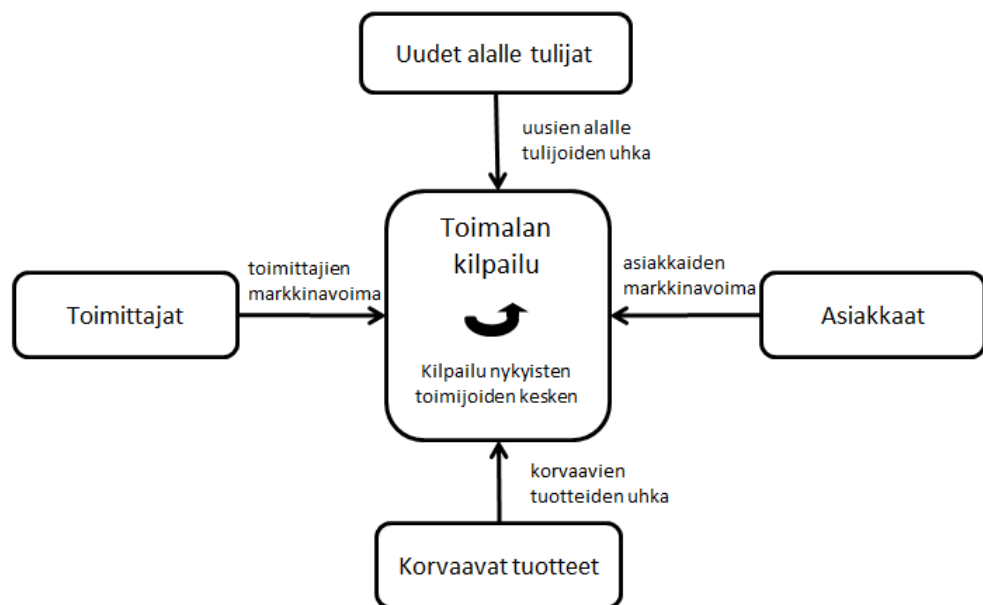 Uudet alalle tulijat
uusien alalle
tulijoiden uhka
Toimalan
kilpailu
Kilpailu nykyisten
toimijoiden kesken
toimittajien
markkinavoima
Toimittajat
asiakkaiden
markkinavoima
Asiakkaat
korvaavien
tuotteiden uhka
Korvaavat tuotteet